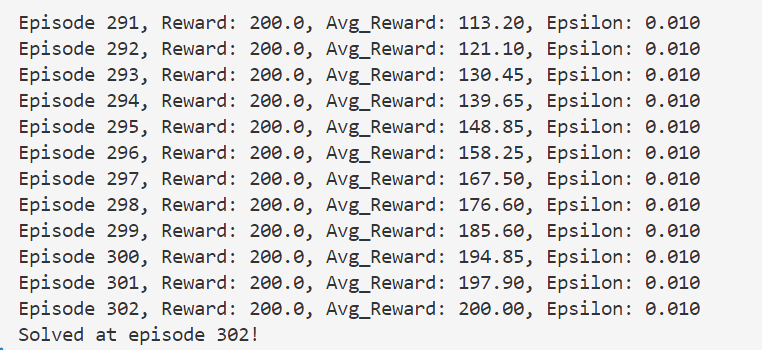 Episode 291, Reward: 200.0, Avg_Reward: 113.20, Epsilon: 0.010
Episode 292, Reward: 200.0, Avg_Reward: 121.10, Epsilon: 0.010
Episode 293, Reward: 200.0, Avg_Reward: 130.45, Epsilon: 0.010
Episode 294, Reward: 200.0, Avg_Reward: 139.65, Epsilon: 0.010
Episode 295, Reward: 200.0, Avg_Reward: 148.85, Epsilon: 0.010
Episode 296, Reward: 200.0, Avg_Reward: 158.25, Epsilon: 0.010
Episode 297, Reward: 200.0, Avg_Reward: 167.50, Epsilon: 0.010
Episode 298, Reward: 200.0, Avg_Reward: 176.60, Epsilon: 0.010
Episode 299, Reward: 200.0, Avg_Reward: 185.60, Epsilon: 0.010
Episode 300, Reward: 200.0, Avg_Reward: 194.85, Epsilon: 0.010
Episode 301, Reward: 200.0, Avg_Reward: 197.90, Epsilon: 0.010
Episode 302, Reward: 200.0, Avg_Reward: 200.00, Epsilon: 0.010
Solved at episode 302!